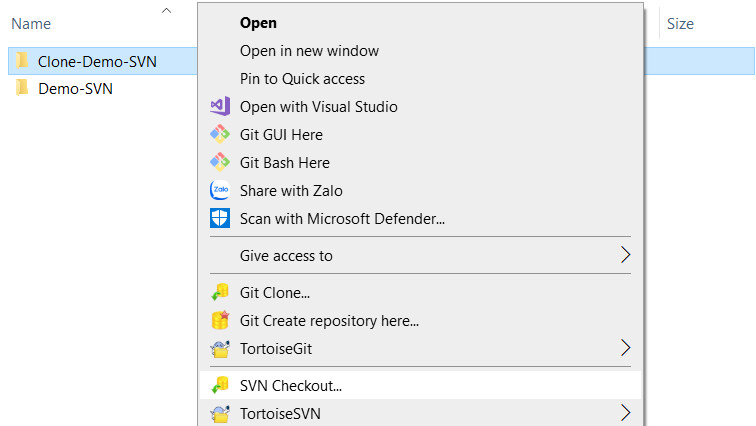 Name
Size
Clone-Demo-SVN
Demo-SVN
Open
Open in new window
Pin to Quick access
Open with Visual Studio
Git GUI Here
Git Bash Here
Zalo
Share with Zalo
Scan with Microsoft Defender...
Give access to
Git Clone...
Git Create repository here...
TortoiseGit
SVN Checkout...
TortoiseSVN